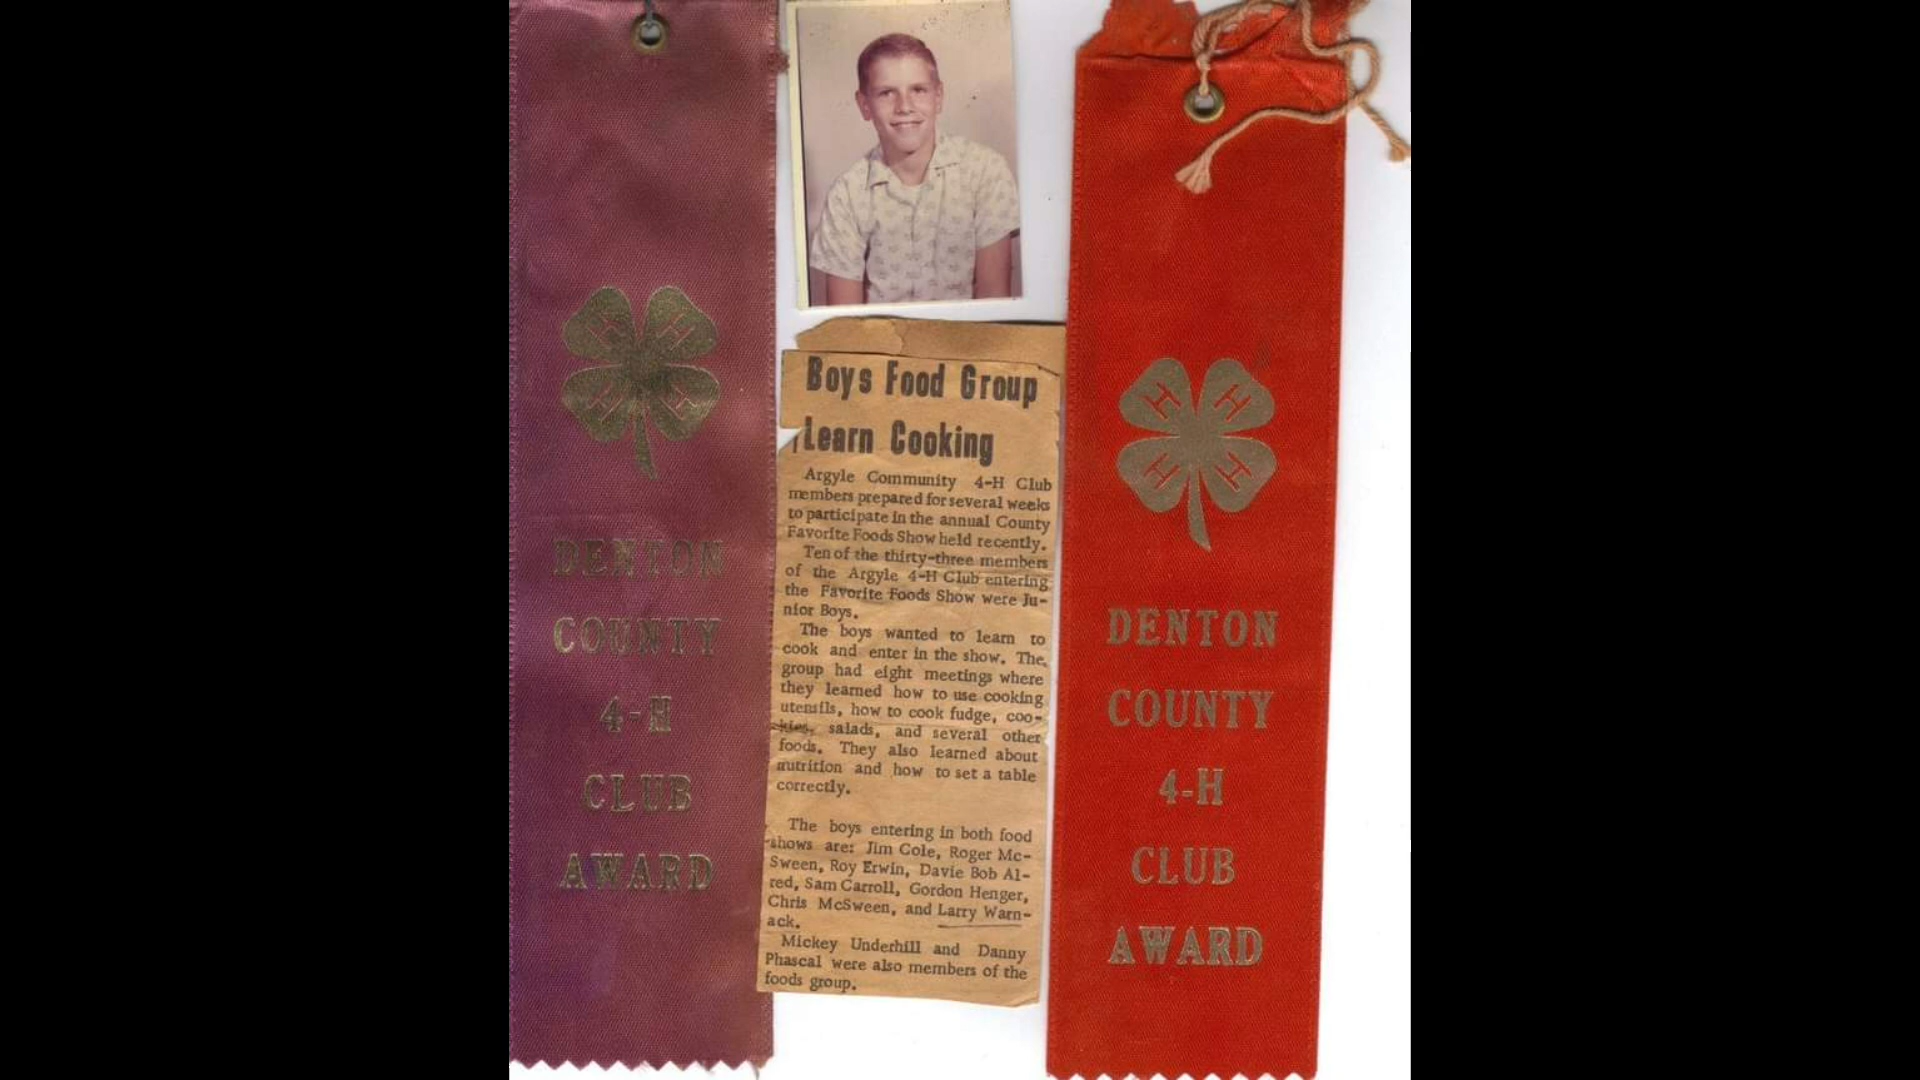 DENTON
COUNTY
4-H
CLUB
AWARD
Boys Food Group
Learn Cooking
Argyle Community 4-H Club
members prepared for several weeks
to participate in the annual County
Favorite Foods Show held recently.
Ten of the thirty-three members
of the Argyle 4-H Club entering
the Favorite Foods Show were Ju-
nior Boys.
The boys wanted to learn to
cook and enter in the show. The
group had eight meetings where
they learned how to use cooking
utensils, how to cook fudge, coo-
kies, salads, and several other
foods. They also learned about
nutrition and how to set a table
correctly.
The boys entering in both food
shows are: Jim Cole, Roger Mc-
Sween, Roy Erwin, Davie Bob Al-
red, Sam Carroll, Gordon Henger,
Chris McSween, and Larry Warn-
ack.
Mickey Underhill and Danny
Phascal were also members of the
foods group.
H H
H H
DENTON
COUNTY
4-H
CLUB
AWARD